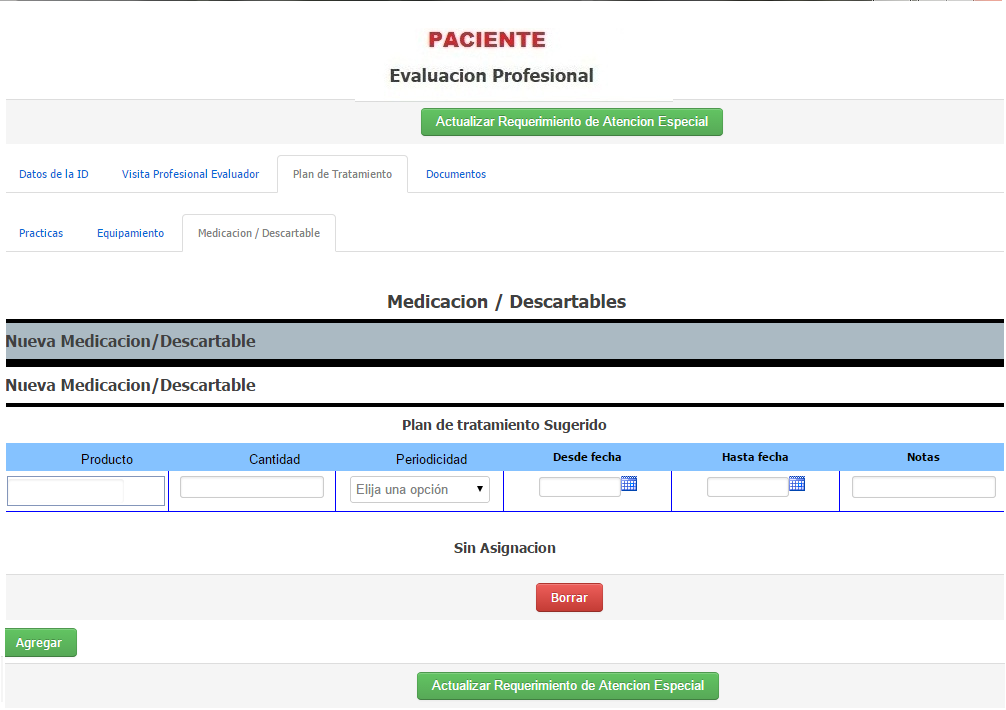 PACIENTE
Evaluacion Profesional
Actualizar Requerimiento de Atencion Especial
Datos de la ID Visita Profesional Evaluador Plan de Tratamiento Documentos
Practicas Equipamiento Medicacion / Descartable
Medicacion / Descartables
Nueva Medicacion/Descartable
Nueva Medicacion/Descartable
Plan de tratamiento Sugerido
Producto Cantidad Periodicidad Desde fecha Hasta fecha Notas
Elija una opción
Sin Asignacion
Borrar
Agregar
Actualizar Requerimiento de Atencion Especial